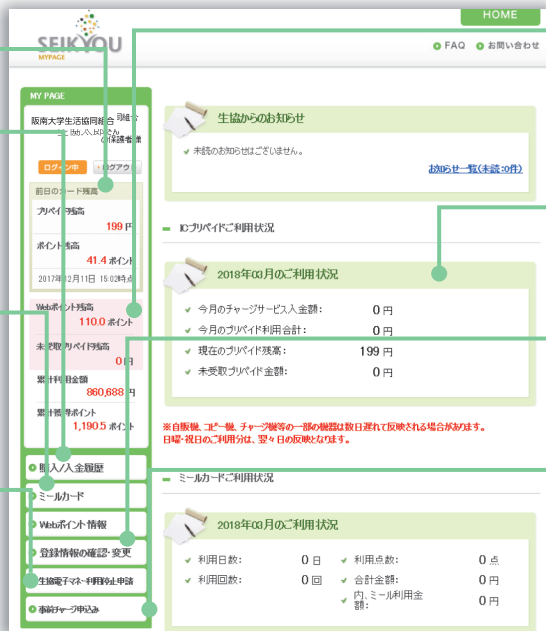 HOME
SEIKYOU
MYPAGE
FAQ お問い合わせ
MY PAGE
阪南大学生活協同組合
の保護者様
ログイン中 ログアウト
前日のカード残高
プリペイド残高
199 円
ポイント残高
41.4 ポイント
2017年02月11日 15:02時点
Webポイント残高
110.0 ポイント
未受取プリペイド残高
0 円
累計利用金額
860,688 円
累計獲得ポイント
1,190.5 ポイント
購入/入金履歴
ミールカード
Webポイント情報
登録情報の確認・変更
生協電子マネー利用停止申請
事前チャージ申込み
生協からのお知らせ
未読のお知らせはございません。
お知らせ一覧(未読:0件)
ICプリペイドご利用状況
2018年03月のご利用状況
今月のチャージサービス入金額: 0 円
今月のプリペイド利用合計: 0 円
現在のプリペイド残高: 199 円
未受取プリペイド金額: 0 円
※自販機、コピー機、チャージ機等の一部の機器は数日遅れて反映される場合があります。
日曜・祝日のご利用分は、翌々日の反映となります。
ミールカードご利用状況
2018年03月のご利用状況
利用日数: 0 日 利用点数: 0 点
利用回数: 0 回 合計金額: 0 円
内、ミール利用金額: 0 円